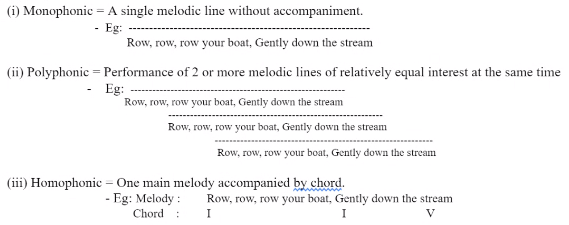 (i) Monophonic = A single melodic line without accompaniment.
- Eg: ------------------------------------------------------------
Row, row, row your boat, Gently down the stream
(ii) Polyphonic = Performance of 2 or more melodic lines of relatively equal interest at the same time
- Eg: ------------------------------------------------------
Row, row, row your boat, Gently down the stream
------------------------------------------------------
Row, row, row your boat, Gently down the stream
------------------------------------------------------
Row, row, row your boat, Gently down the stream
(iii) Homophonic = One main melody accompanied by chord.
- Eg: Melody : Row, row, row your boat, Gently down the stream
Chord : I I V